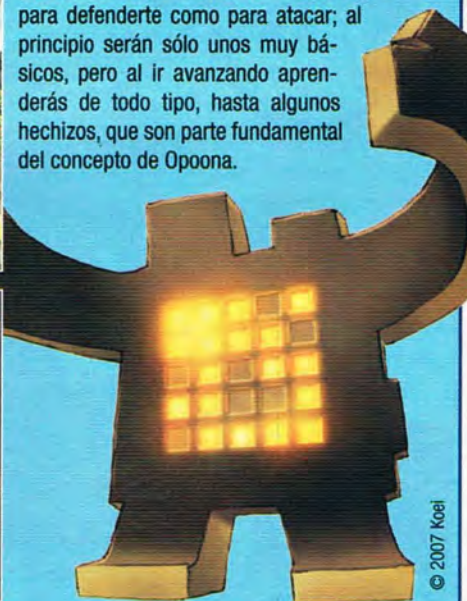 para defenderte como para atacar; al
principio serán sólo unos muy bá-
sicos, pero al ir avanzando apren-
derás de todo tipo, hasta algunos
hechizos, que son parte fundamental
del concepto de Opoona.
© 2007 Koei